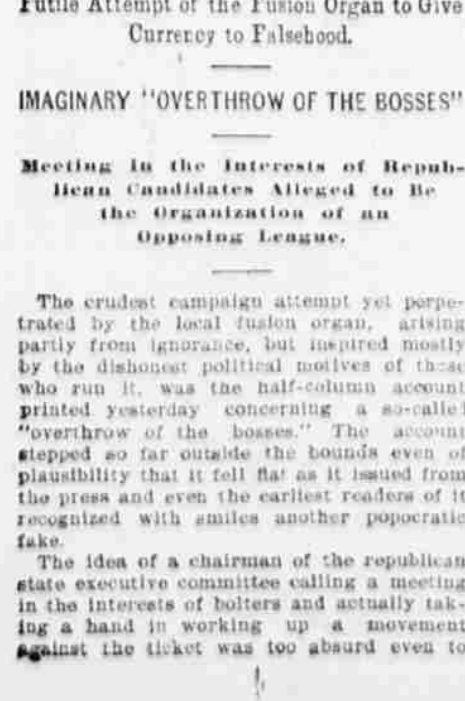 Futile Attempt of the Fusion Organ to Give
Currency to Falsehood.
IMAGINARY "OVERTHROW OF THE BOSSES"
Meeting in the Interests of Repub-
lican Candidates Alleged to Be
the Organization of an
Opposing League.
The crudest campaign attempt yet perpe-
trated by the local fusion organ, arising
partly from ignorance, but inspired mostly
by the dishonest political motives of those
who run it, was the half-column account
printed yesterday concerning a so-called
"overthrow of the bosses." The account
stepped so far outside the bounds even of
plausibility that it fell flat as it issued from
the press and even the earliest readers of it
recognized with smiles another popocratic
fake.
The idea of a chairman of the republican
state executive committee calling a meeting
in the interests of bolters and actually tak-
ing a hand in working up a movement
against the ticket was too absurd even to